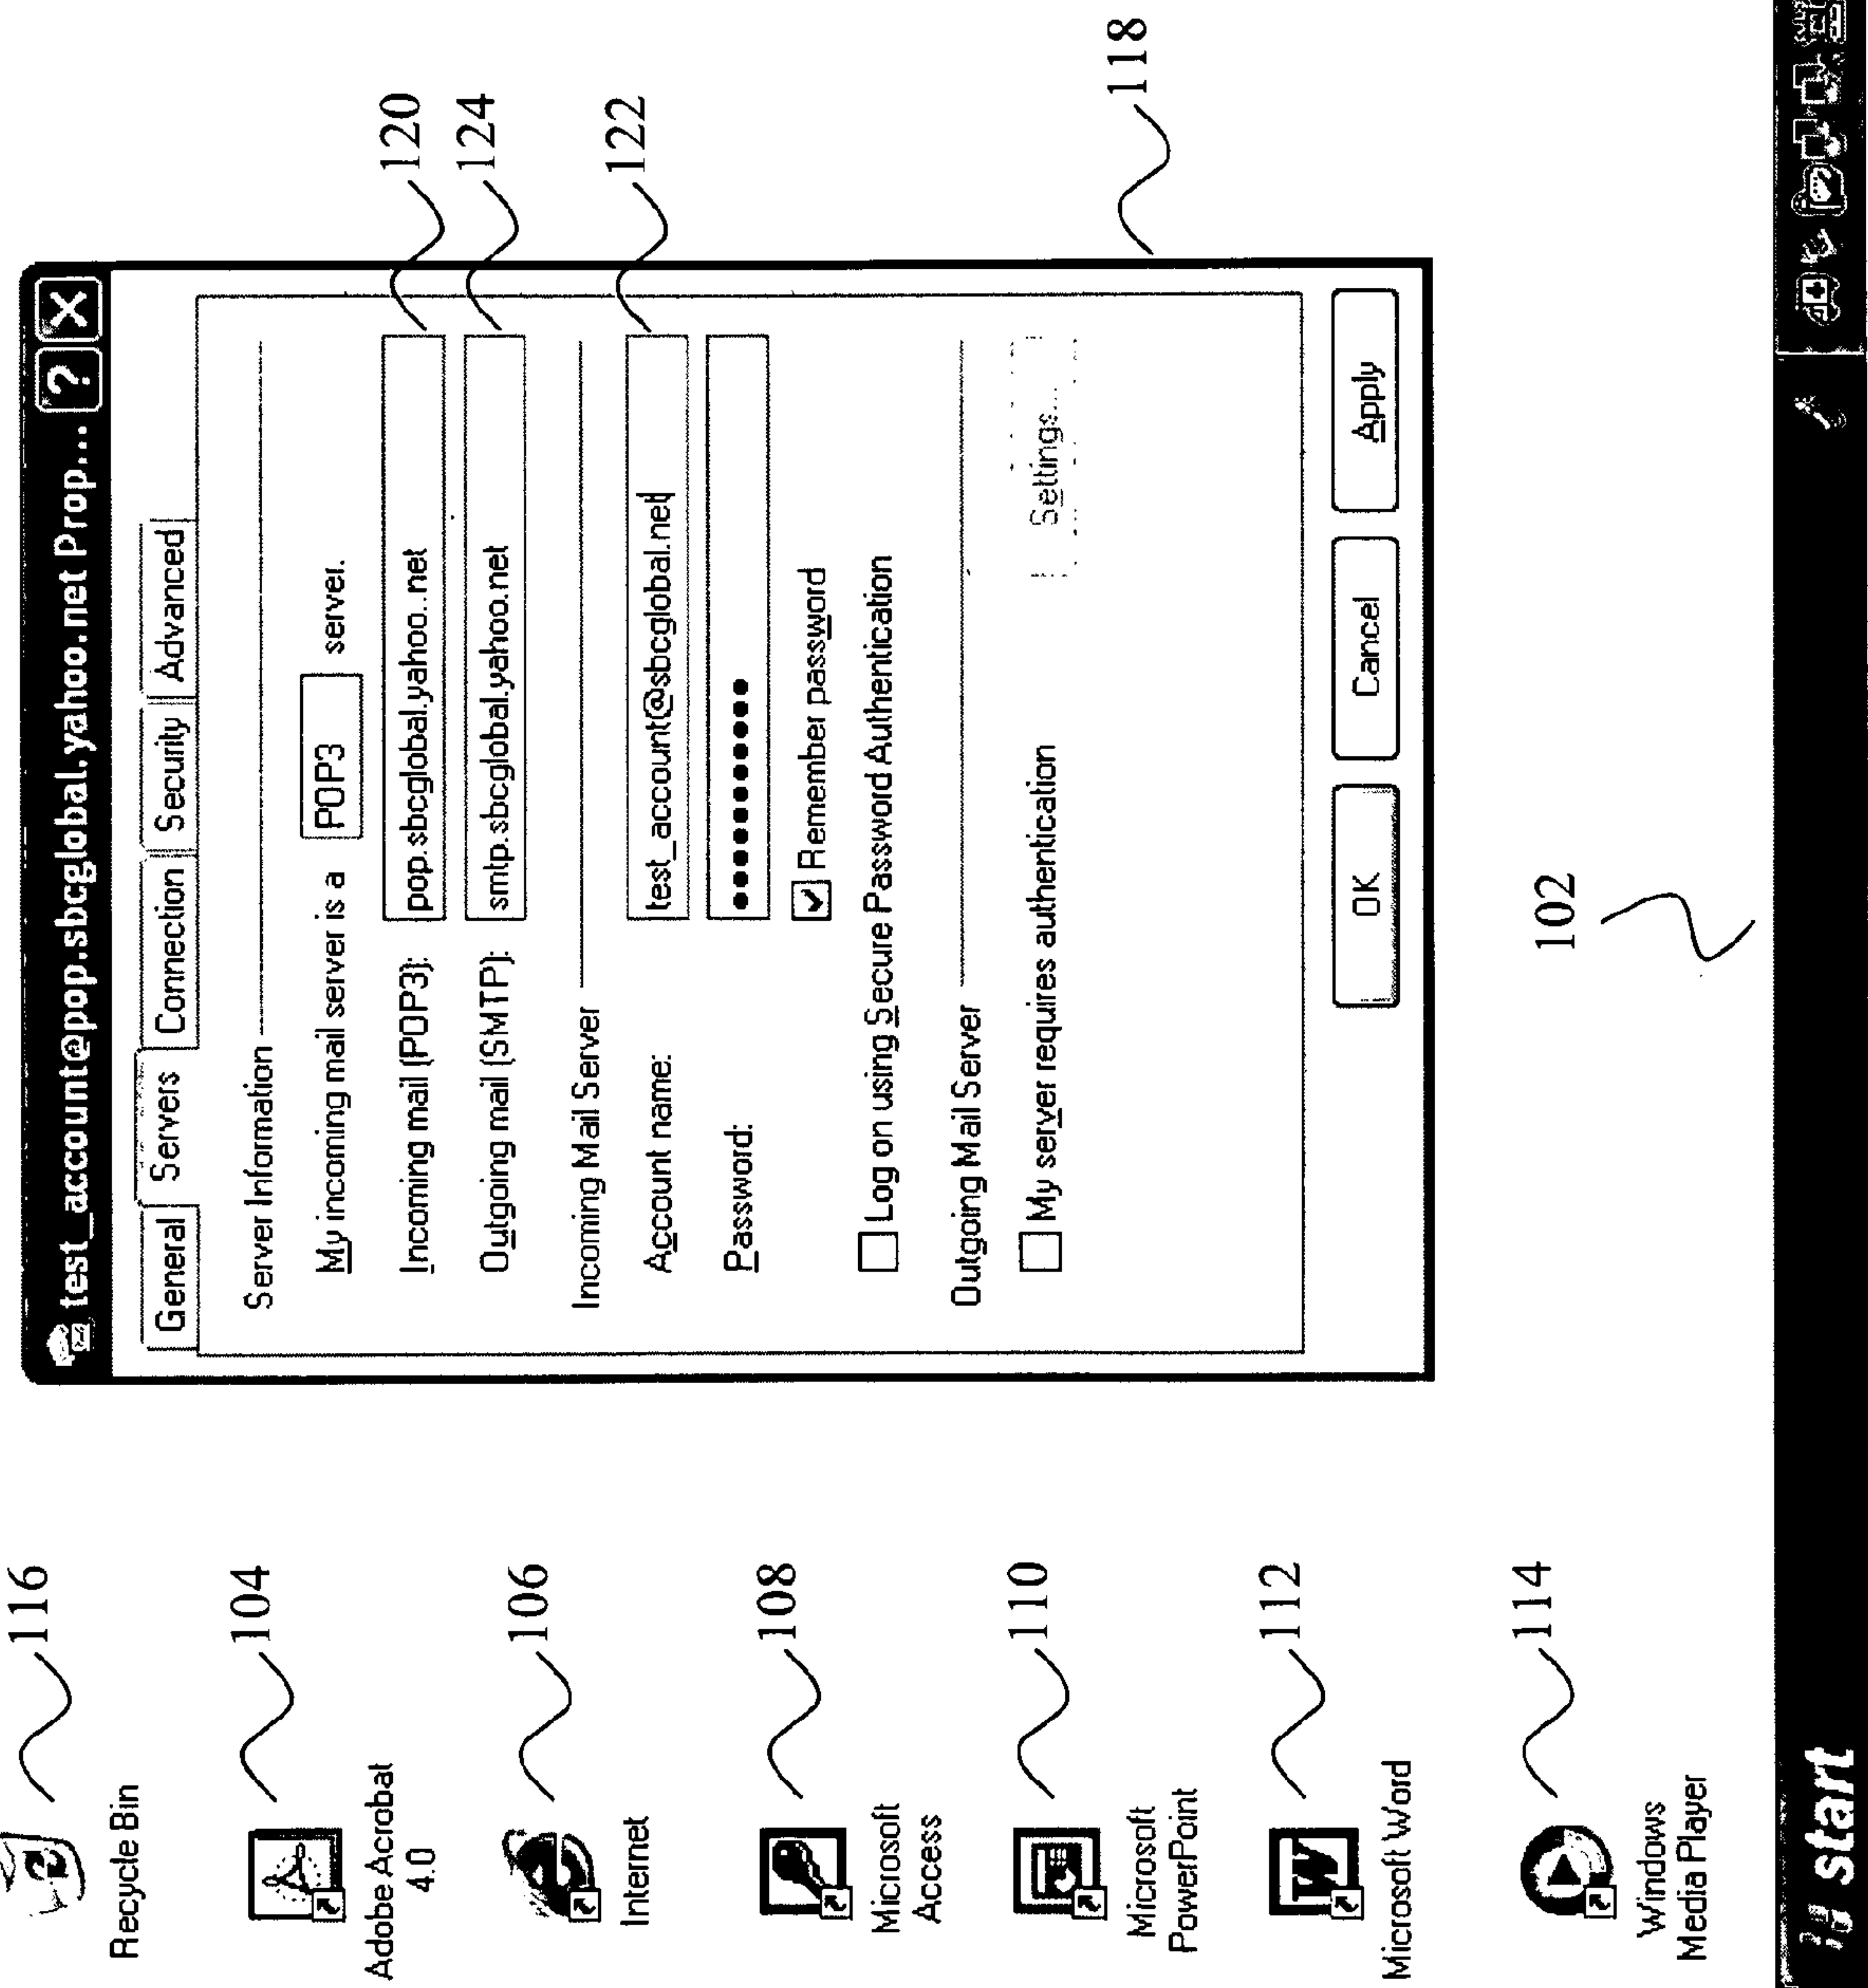 Recycle Bin
116
Adobe Acrobat
4.0
104
Internet
106
Microsoft
Access
108
Microsoft
PowerPoint
110
Microsoft Word
112
Windows
Media Player
114
test_account@pop.sbcglobal.yahoo.net Prop... ? X
General Servers Connection Security Advanced
Server Information
My incoming mail server is a POP3 server.
Incoming mail (POP3): pop.sbcglobal.yahoo..net
120
Outgoing mail (SMTP): smtp.sbcglobal.yahoo.net
124
Incoming Mail Server
Account name: test_account@sbcglobal.net
122
Password: ●●●●●●●●●●●●
Remember password
Log on using Secure Password Authentication
Outgoing Mail Server
My server requires authentication
Settings...
118
OK Cancel Apply
102
start